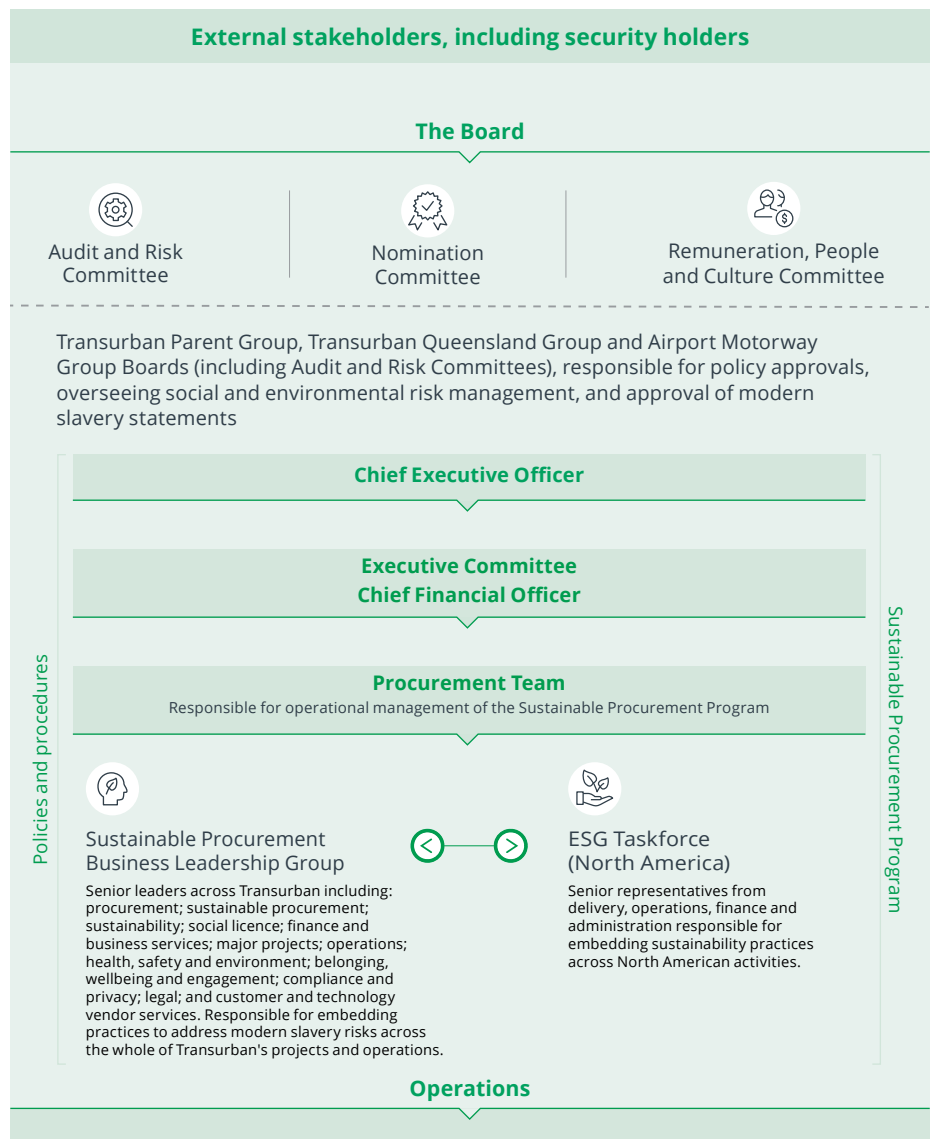 External stakeholders, including security holders
The Board
Audit and Risk
Committee
Nomination
Committee
Remuneration, People
and Culture Committee
Transurban Parent Group, Transurban Queensland Group and Airport Motorway
Group Boards (including Audit and Risk Committees), responsible for policy approvals,
overseeing social and environmental risk management, and approval of modern
slavery statements
Policies and procedures
Chief Executive Officer
Executive Committee
Chief Financial Officer
Procurement Team
Responsible for operational management of the Sustainable Procurement Program
Sustainable Procurement
Business Leadership Group
Senior leaders across Transurban including:
procurement; sustainable procurement;
sustainability; social licence; finance and
business services; major projects; operations;
health, safety and environment; belonging,
wellbeing and engagement; compliance and
privacy; legal; and customer and technology
vendor services. Responsible for embedding
practices to address modern slavery risks across
the whole of Transurban's projects and operations.
ESG Taskforce
(North America)
Senior representatives from
delivery, operations, finance and
administration responsible for
embedding sustainability practices
across North American activities.
Sustainable Procurement Program
Operations